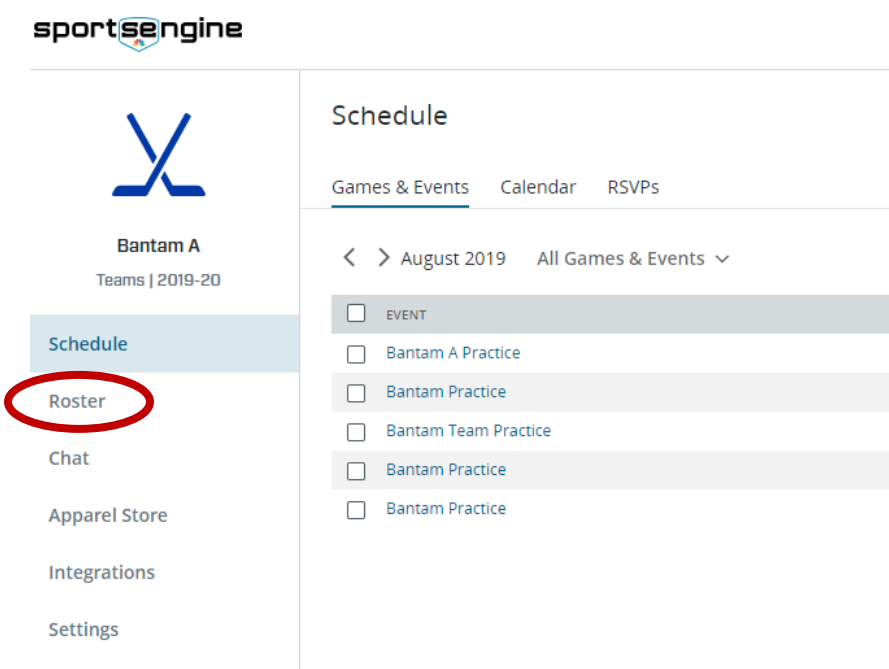 sportsengine
Bantam A
Teams | 2019-20
Schedule
Roster
Chat
Apparel Store
Integrations
Settings
Schedule
Games & Events Calendar RSVPs
August 2019 All Games & Events
EVENT
Bantam A Practice
Bantam Practice
Bantam Team Practice
Bantam Practice
Bantam Practice